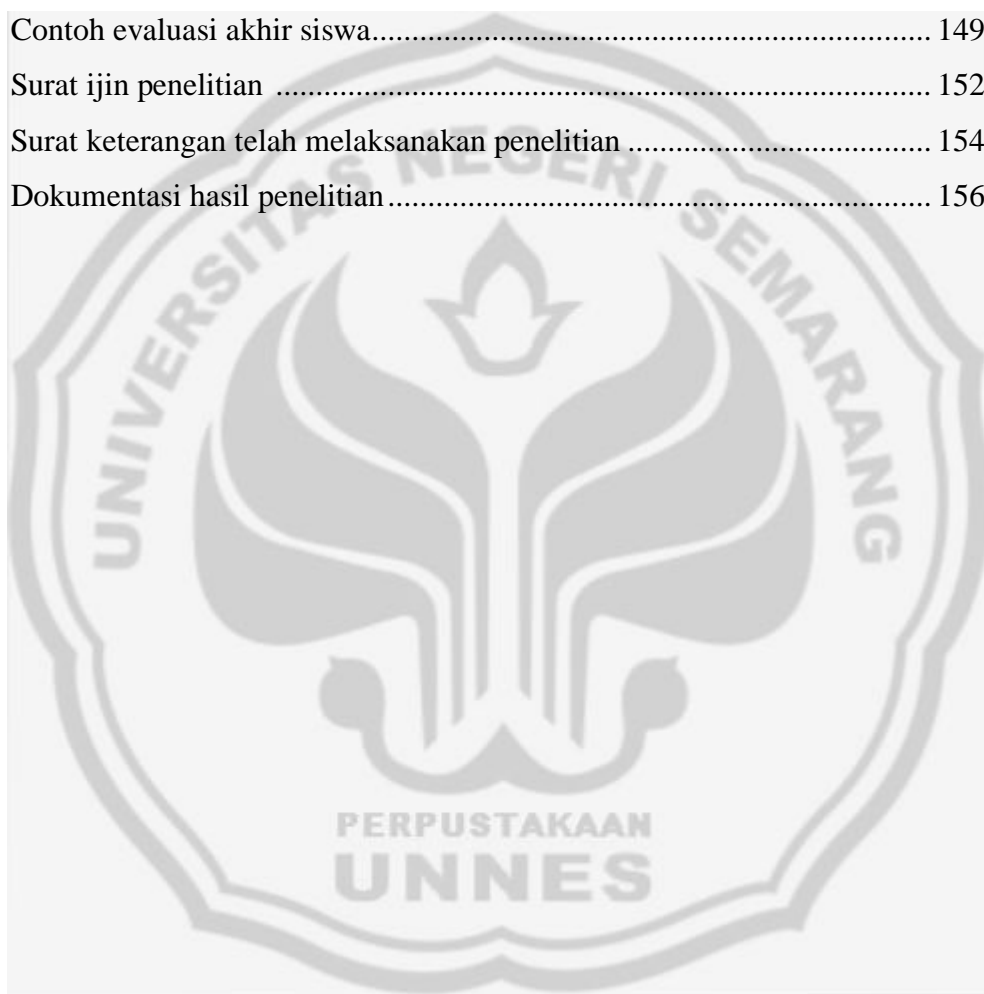 Contoh evaluasi akhir siswa...................................................................... 149
Surat ijin penelitian .................................................................................. 152
Surat keterangan telah melaksanakan penelitian ...................................... 154
Dokumentasi hasil penelitian.................................................................... 156
UNIVERSITAS NEGERI SEMARANG
PERPUSTAKAAN
UNNES